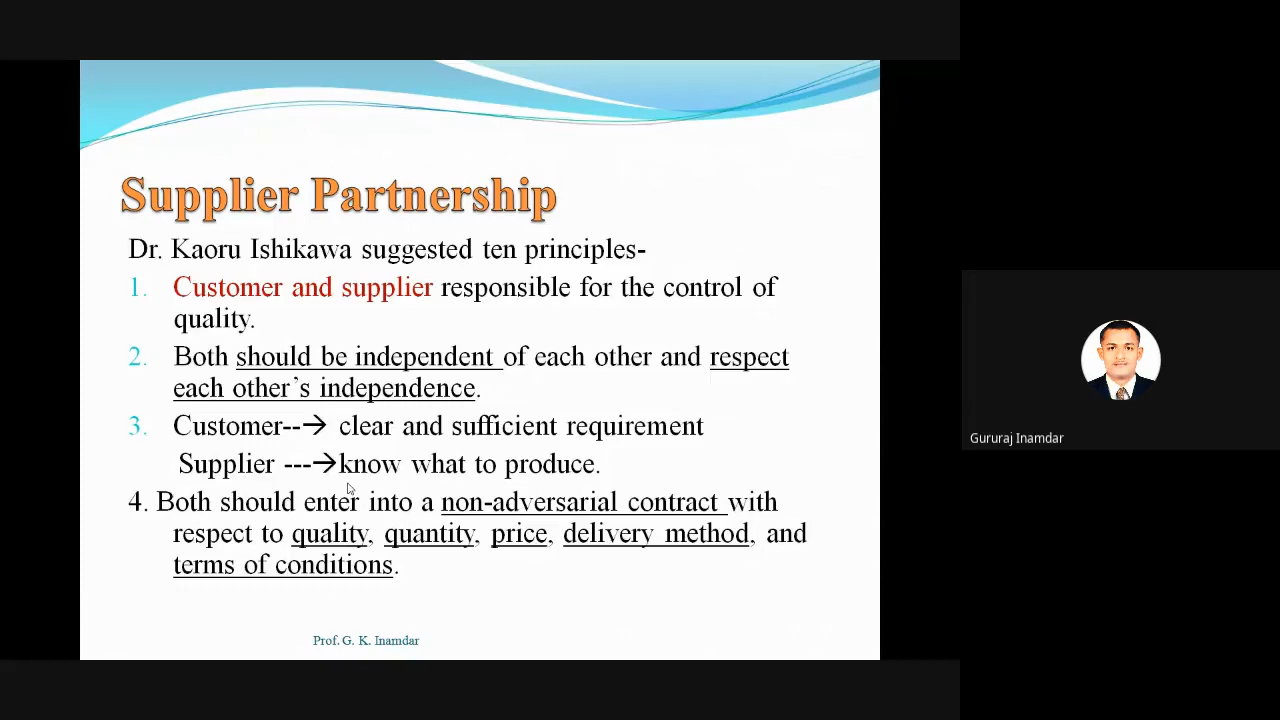 Supplier Partnership
Dr. Kaoru Ishikawa suggested ten principles-
1. Customer and supplier responsible for the control of
quality.
2. Both should be independent of each other and respect
each other's independence.
3. Customer--→ clear and sufficient requirement
Supplier ---→know what to produce.
4. Both should enter into a non-adversarial contract with
respect to quality, quantity, price, delivery method, and
terms of conditions.
Prof. G. K. Inamdar
Gururaj Inamdar